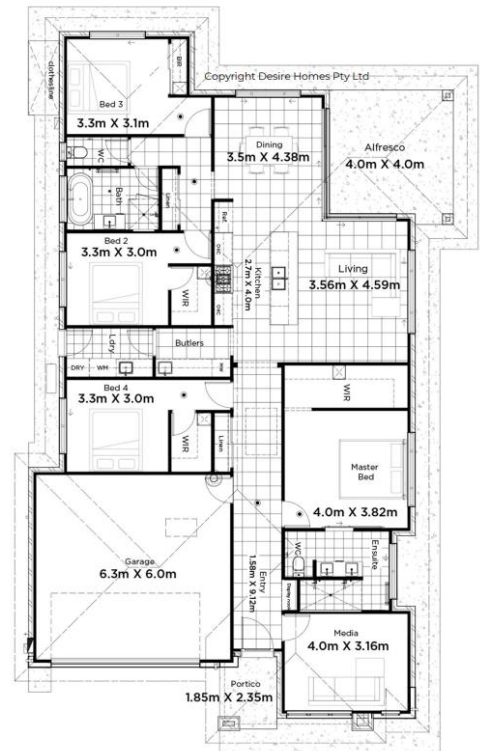 clothesline
BIR
Copyright Desire Homes Pty Ltd
Bed 3
3.3m X 3.1m
WC
Dining
3.5m X 4.38m
Alfresco
4.0m X 4.0m
Bath
Linen
Ref.
Bed 2
3.3m X 3.0m
OHC
Kitchen
2.7m X 4.0m
Living
3.56m X 4.59m
WIR
OHC
Ldry
Butlers
DRY
WM
Bed 4
3.3m X 3.0m
WIR
WIR
Linen
Master
Bed
4.0m X 3.82m
WC
Ensuite
Garage
6.3m X 6.0m
Entry
1.58m X 9.12m
Media
4.0m X 3.16m
Portico
1.85m X 2.35m